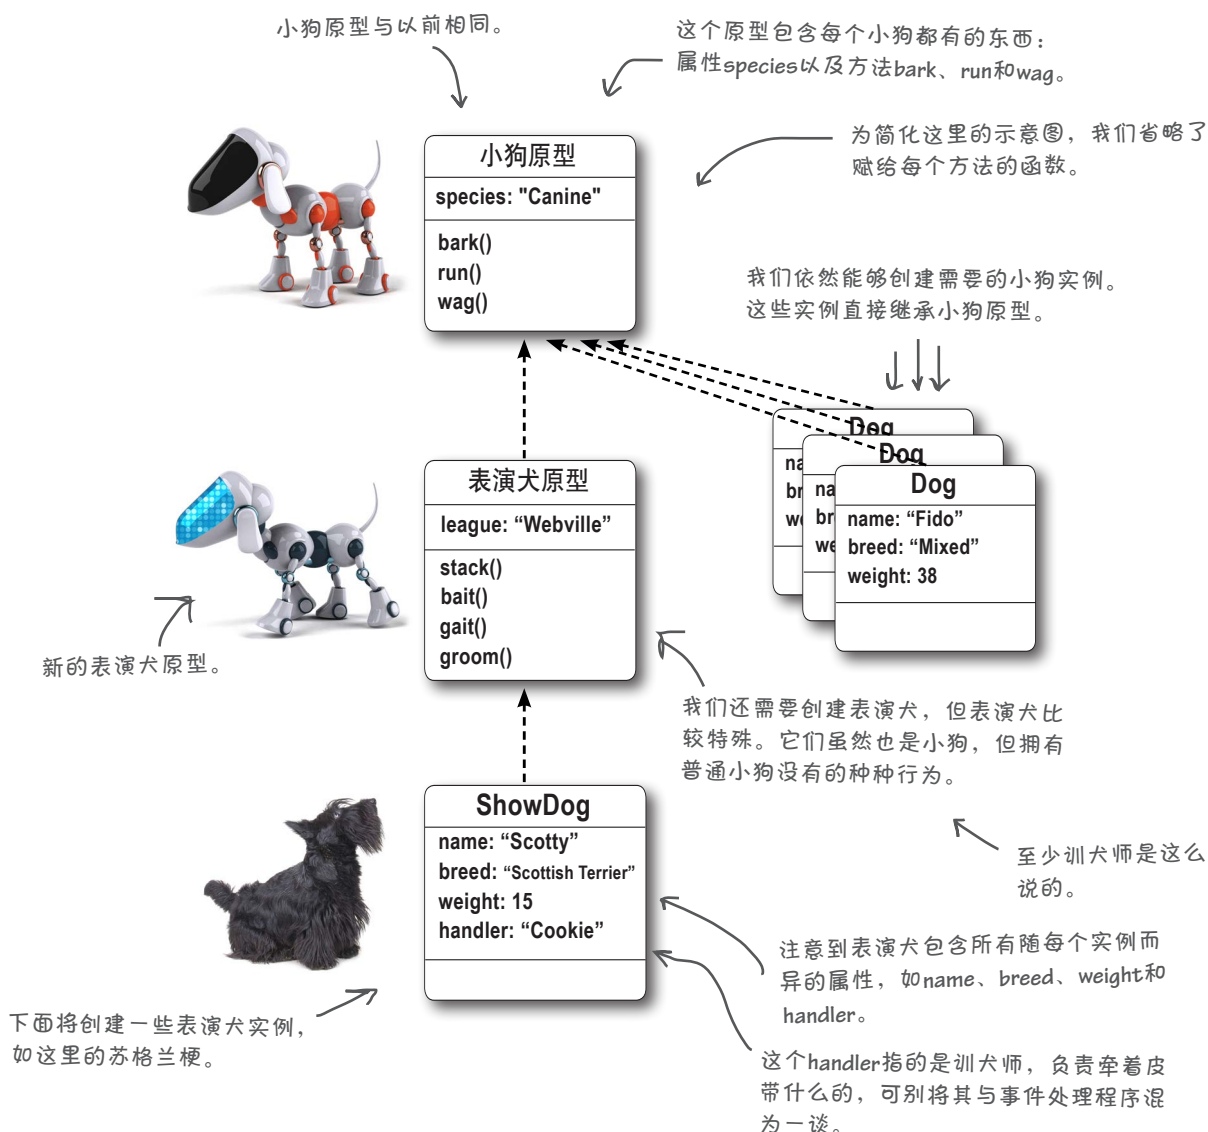 小狗原型与以前相同。
这个原型包含每个小狗都有的东西：
属性species以及方法bark、run和wag。
为简化这里的示意图，我们省略了
赋给每个方法的函数。
小狗原型
species: "Canine"
bark()
run()
wag()
我们依然能够创建需要的小狗实例。
这些实例直接继承小狗原型。
Dog
na
br
we
Dog
na
br
we
Dog
name: “Fido”
breed: “Mixed”
weight: 38
表演犬原型
league: “Webville”
stack()
bait()
gait()
groom()
新的表演犬原型。
我们还需要创建表演犬，但表演犬比
较特殊。它们虽然也是小狗，但拥有
普通小狗没有的种种行为。
至少训犬师是这么
说的。
ShowDog
name: “Scotty”
breed: “Scottish Terrier”
weight: 15
handler: “Cookie”
注意到表演犬包含所有随每个实例而
异的属性，如name、breed、weight和
handler。
下面将创建一些表演犬实例，
如这里的苏格兰梗。
这个handler指的是训犬师，负责牵着皮
带什么的，可别将其与事件处理程序混
为一谈。